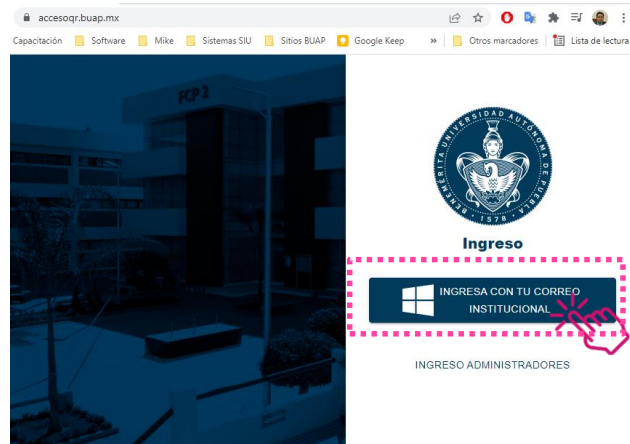 accesoqr.buap.mx
Capacitación Software Mike Sistemas SIU Sitios BUAP Google Keep » Otros marcadores Lista de lectura
FCP 2
BENEMÉRITA UNIVERSIDAD AUTÓNOMA DE PUEBLA
1578
Ingreso
INGRESA CON TU CORREO
INSTITUCIONAL
INGRESO ADMINISTRADORES